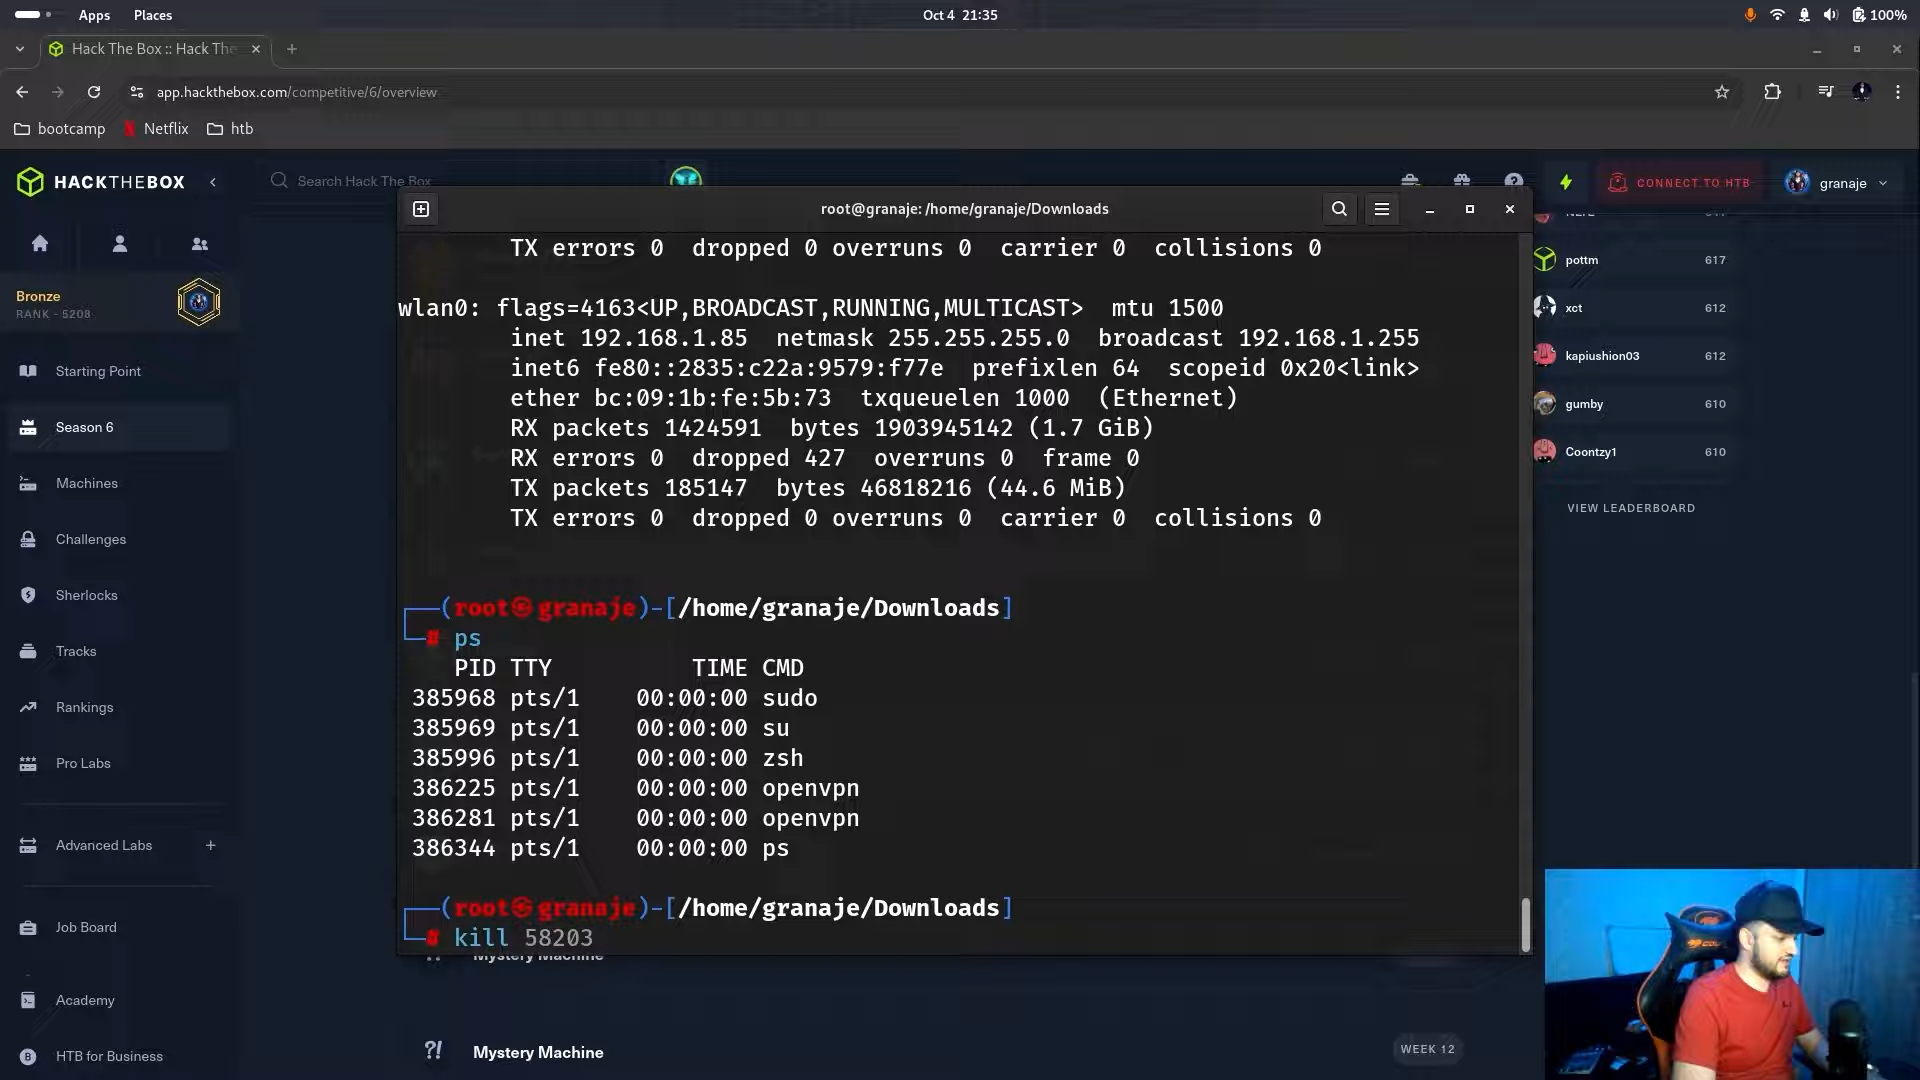 Apps Places Oct 4 21:35 100%
Hack The Box :: Hack The
app.hackthebox.com/competitive/6/overview
bootcamp Netflix htb
HACKTHEBOX
Search Hack The Box
CONNECT TO HTB
granaje
Bronze
RANK - 5208
Starting Point
Season 6
Machines
Challenges
Sherlocks
Tracks
Rankings
Pro Labs
Advanced Labs +
Job Board
Academy
HTB for Business
root@granaje: /home/granaje/Downloads
TX errors 0 dropped 0 overruns 0 carrier 0 collisions 0
wlan0: flags=4163<UP,BROADCAST,RUNNING,MULTICAST> mtu 1500
inet 192.168.1.85 netmask 255.255.255.0 broadcast 192.168.1.255
inet6 fe80::2835:c22a:9579:f77e prefixlen 64 scopeid 0x20<link>
ether bc:09:1b:fe:5b:73 txqueuelen 1000 (Ethernet)
RX packets 1424591 bytes 1903945142 (1.7 GiB)
RX errors 0 dropped 427 overruns 0 frame 0
TX packets 185147 bytes 46818216 (44.6 MiB)
TX errors 0 dropped 0 overruns 0 carrier 0 collisions 0
┌──(root㉿granaje)-[/home/granaje/Downloads]
└─# ps
PID TTY TIME CMD
385968 pts/1 00:00:00 sudo
385969 pts/1 00:00:00 su
385996 pts/1 00:00:00 zsh
386225 pts/1 00:00:00 openvpn
386281 pts/1 00:00:00 openvpn
386344 pts/1 00:00:00 ps
┌──(root㉿granaje)-[/home/granaje/Downloads]
└─# kill 58203
Mystery Machine
?! Mystery Machine WEEK 12
pottm 617
xct 612
kapiushion03 612
gumby 610
Coontzy1 610
VIEW LEADERBOARD